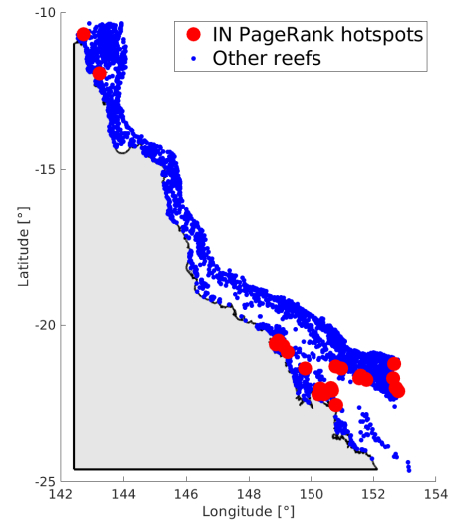 IN PageRank hotspots
Other reefs
-10
-15
-20
-25
142 144 146 148 150 152 154
Latitude [°]
Longitude [°]